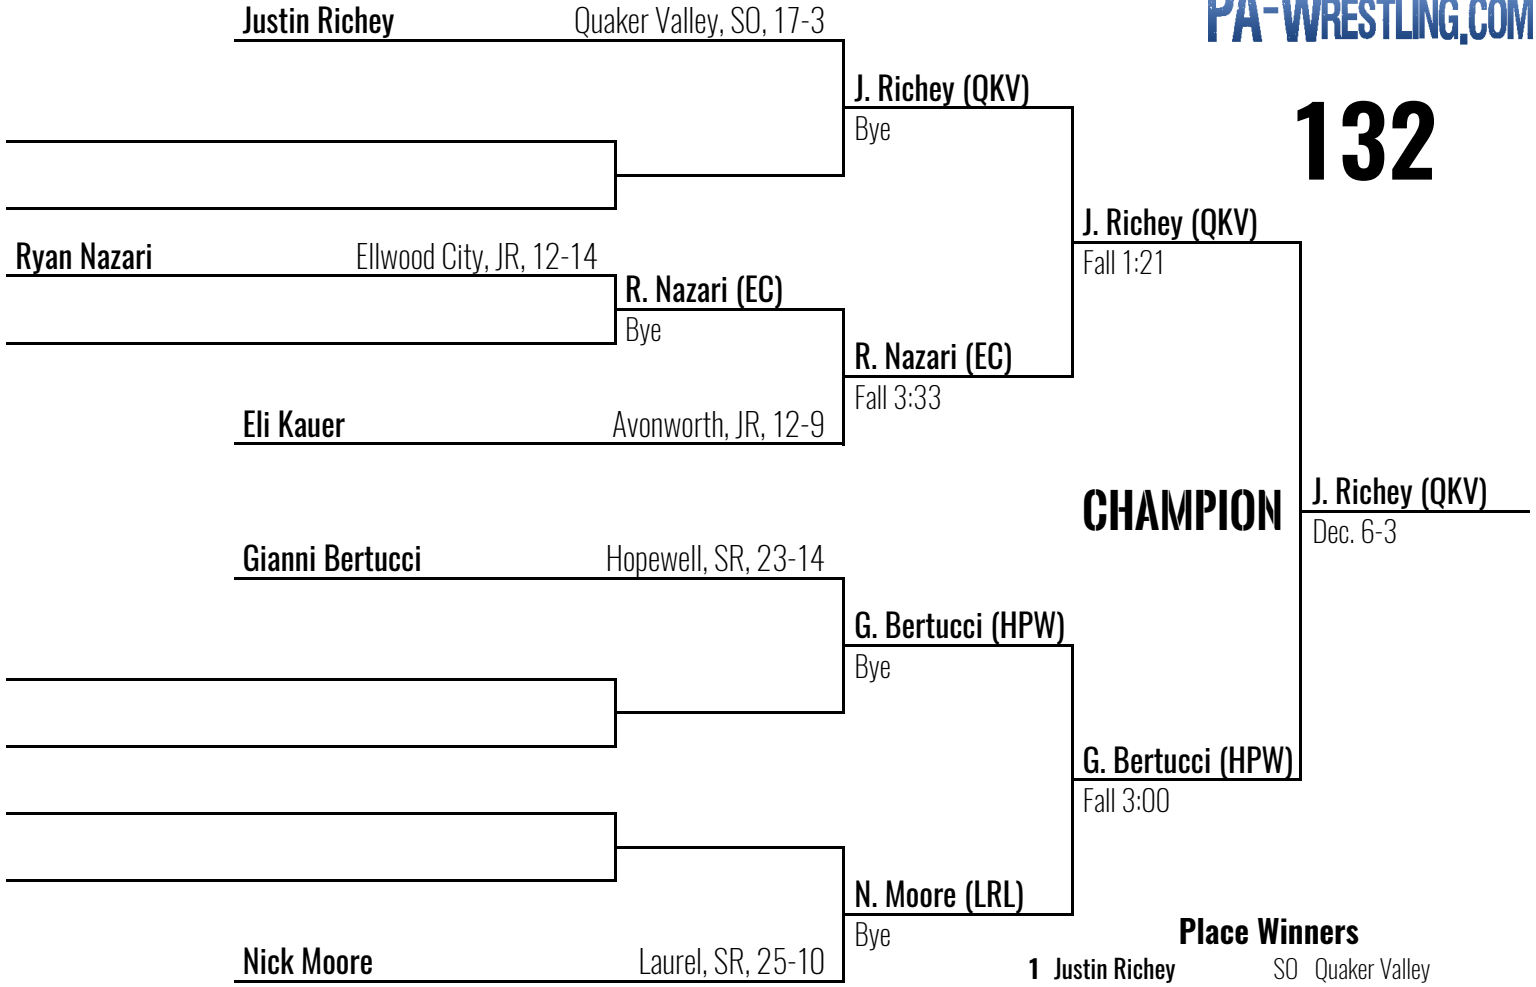 Justin Richey Quaker Valley, SO, 17-3
PA-WRESTLING.COM
J. Richey (QKV)
Bye
132
J. Richey (QKV)
Fall 1:21
Ryan Nazari Ellwood City, JR, 12-14
R. Nazari (EC)
Bye
R. Nazari (EC)
Fall 3:33
Eli Kauer Avonworth, JR, 12-9
CHAMPION
J. Richey (QKV)
Dec. 6-3
Gianni Bertucci Hopewell, SR, 23-14
G. Bertucci (HPW)
Bye
G. Bertucci (HPW)
Fall 3:00
N. Moore (LRL)
Bye
Nick Moore Laurel, SR, 25-10
Place Winners
1 Justin Richey SO Quaker Valley